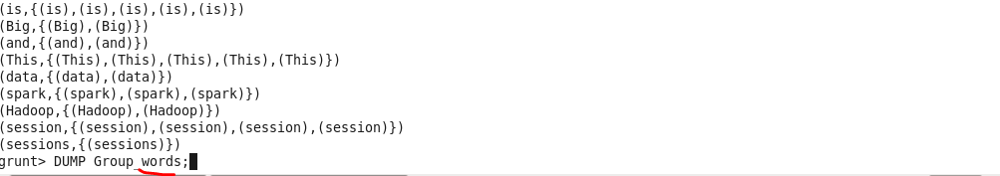 (is,{(is),(is),(is),(is),(is)})
(Big,{(Big),(Big)})
(and,{(and),(and)})
(This,{(This),(This),(This),(This),(This)})
(data,{(data),(data)})
(spark,{(spark),(spark),(spark)})
(Hadoop,{(Hadoop),(Hadoop)})
(session,{(session),(session),(session),(session)})
(sessions,{(sessions)})
grunt> DUMP Group_words;